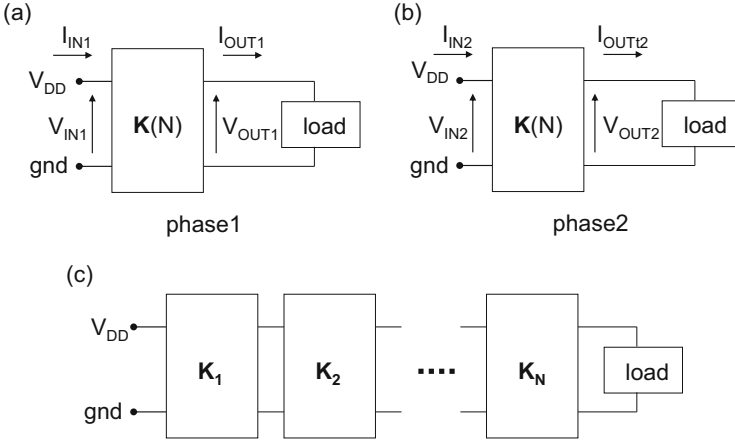 (a)
I_IN1 I_OUT1
V_DD
V_IN1 K(N) V_OUT1 load
gnd
phase1
(b)
I_IN2 I_OUTt2
V_DD
V_IN2 K(N) V_OUT2 load
gnd
phase2
(c)
V_DD
K_1 K_2 •••• K_N load
gnd